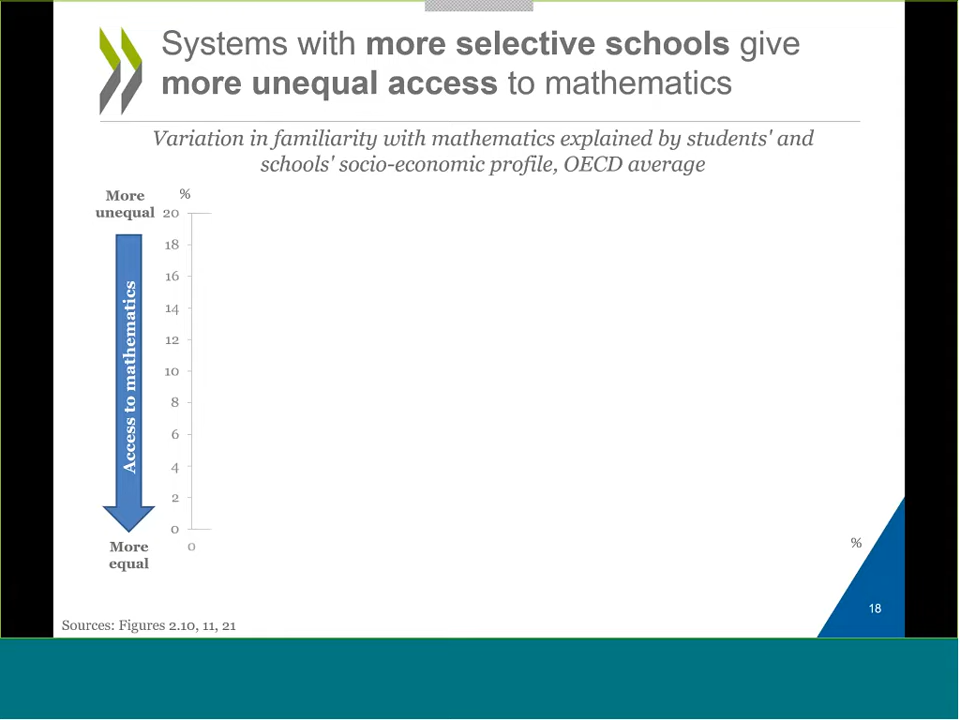 Systems with more selective schools give
more unequal access to mathematics
Variation in familiarity with mathematics explained by students' and
schools' socio-economic profile, OECD average
More
unequal
%
20
18
16
14
12
10
8
6
4
2
0
Access to mathematics
More
equal
0
%
18
Sources: Figures 2.10, 11, 21